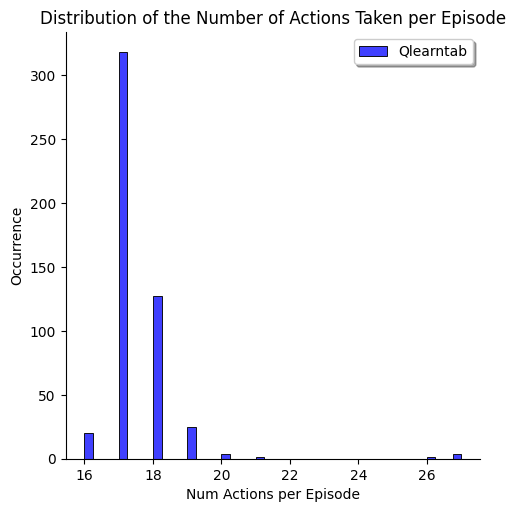 Distribution of the Number of Actions Taken per Episode
Qlearntab
300
250
200
150
100
50
0
Occurrence
16 18 20 22 24 26
Num Actions per Episode